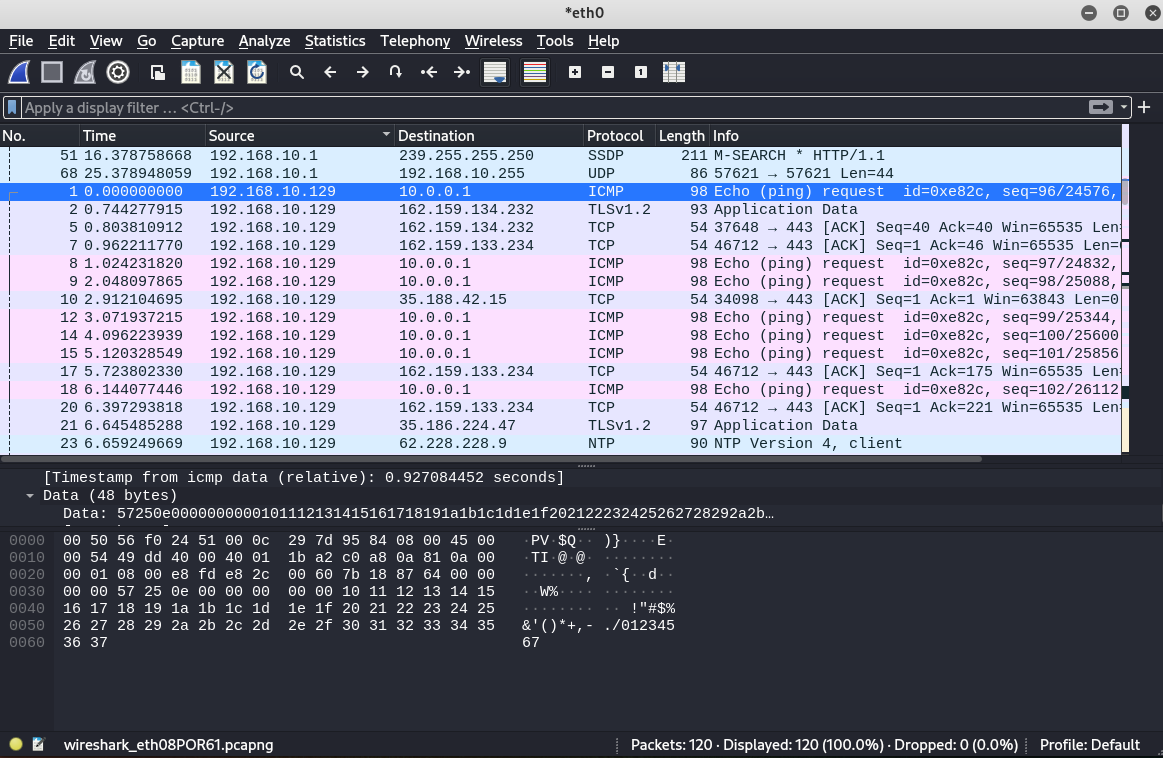 *eth0
File Edit View Go Capture Analyze Statistics Telephony Wireless Tools Help
Apply a display filter … <Ctrl-/>
No. Time Source Destination Protocol Length Info
51 16.378758668 192.168.10.1 239.255.255.250 SSDP 211 M-SEARCH * HTTP/1.1
68 25.378948059 192.168.10.1 192.168.10.255 UDP 86 57621 → 57621 Len=44
1 0.000000000 192.168.10.129 10.0.0.1 ICMP 98 Echo (ping) request id=0xe82c, seq=96/24576,
2 0.744277915 192.168.10.129 162.159.134.232 TLSv1.2 93 Application Data
5 0.803810912 192.168.10.129 162.159.134.232 TCP 54 37648 → 443 [ACK] Seq=40 Ack=40 Win=65535 Len=
7 0.962211770 192.168.10.129 162.159.133.234 TCP 54 46712 → 443 [ACK] Seq=1 Ack=46 Win=65535 Len=
8 1.024231820 192.168.10.129 10.0.0.1 ICMP 98 Echo (ping) request id=0xe82c, seq=97/24832,
9 2.048097865 192.168.10.129 10.0.0.1 ICMP 98 Echo (ping) request id=0xe82c, seq=98/25088,
10 2.912104695 192.168.10.129 35.188.42.15 TCP 54 34098 → 443 [ACK] Seq=1 Ack=1 Win=63843 Len=0
12 3.071937215 192.168.10.129 10.0.0.1 ICMP 98 Echo (ping) request id=0xe82c, seq=99/25344,
14 4.096223939 192.168.10.129 10.0.0.1 ICMP 98 Echo (ping) request id=0xe82c, seq=100/25600
15 5.120328549 192.168.10.129 10.0.0.1 ICMP 98 Echo (ping) request id=0xe82c, seq=101/25856
17 5.723802330 192.168.10.129 162.159.133.234 TCP 54 46712 → 443 [ACK] Seq=1 Ack=175 Win=65535 Len=
18 6.144077446 192.168.10.129 10.0.0.1 ICMP 98 Echo (ping) request id=0xe82c, seq=102/26112
20 6.397293818 192.168.10.129 162.159.133.234 TCP 54 46712 → 443 [ACK] Seq=1 Ack=221 Win=65535 Len=
21 6.645485288 192.168.10.129 35.186.224.47 TLSv1.2 97 Application Data
23 6.659249669 192.168.10.129 62.228.228.9 NTP 90 NTP Version 4, client
[Timestamp from icmp data (relative): 0.927084452 seconds]
Data (48 bytes)
Data: 57250e0000000000101112131415161718191a1b1c1d1e1f202122232425262728292a2b…
0000 00 50 56 f0 24 51 00 0c 29 7d 95 84 08 00 45 00 ·PV·$Q·· )}····E·
0010 00 54 49 dd 40 00 40 01 1b a2 c0 a8 0a 81 0a 00 ·TI·@·@· ········
0020 00 01 08 00 e8 fd e8 2c 00 60 7b 18 87 64 00 00 ·······, ·`{··d··
0030 00 00 57 25 0e 00 00 00 00 00 10 11 12 13 14 15 ··W%···· ········
0040 16 17 18 19 1a 1b 1c 1d 1e 1f 20 21 22 23 24 25 ········ ·· !"#$%
0050 26 27 28 29 2a 2b 2c 2d 2e 2f 30 31 32 33 34 35 &'()*+,- ./012345
0060 36 37 67
wireshark_eth08POR61.pcapng Packets: 120 · Displayed: 120 (100.0%) · Dropped: 0 (0.0%) Profile: Default